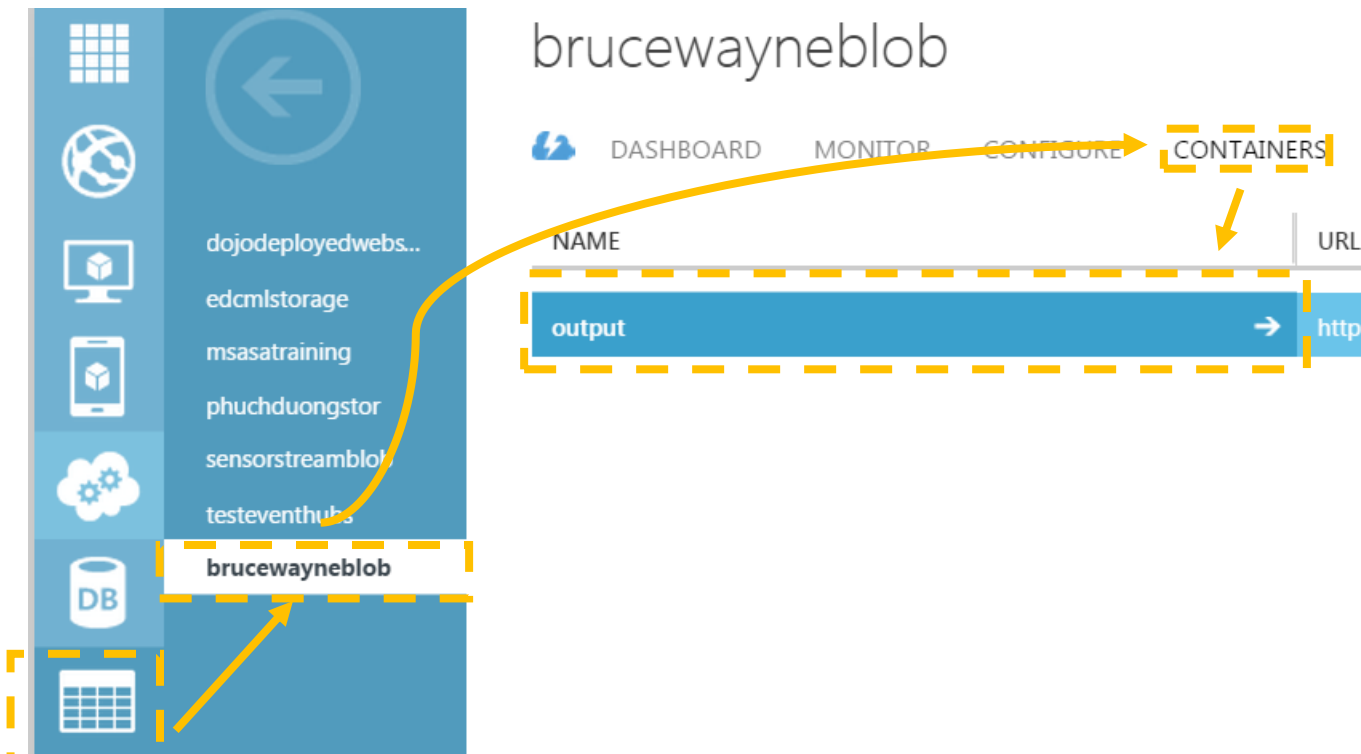 brucewayneblob
DASHBOARD MONITOR CONFIGURE CONTAINERS
NAME URL
output http
dojodeployedwebs...
edcmlstorage
msasatraining
phuchduongstor
sensorstreamblob
testeventhubs
brucewayneblob
DB